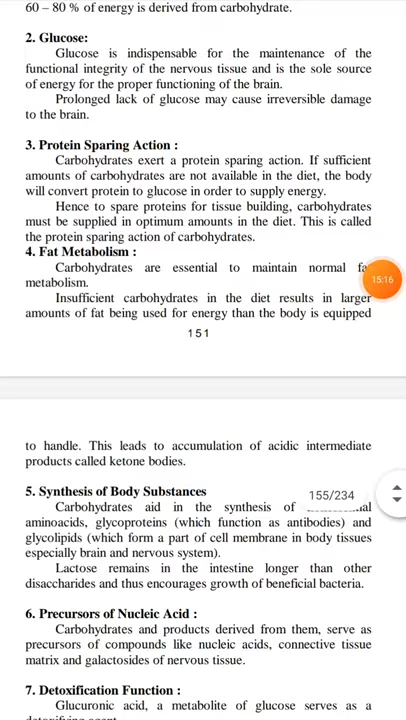 60 – 80 % of energy is derived from carbohydrate.
2. Glucose:
Glucose is indispensable for the maintenance of the
functional integrity of the nervous tissue and is the sole source
of energy for the proper functioning of the brain.
Prolonged lack of glucose may cause irreversible damage
to the brain.
3. Protein Sparing Action :
Carbohydrates exert a protein sparing action. If sufficient
amounts of carbohydrates are not available in the diet, the body
will convert protein to glucose in order to supply energy.
Hence to spare proteins for tissue building, carbohydrates
must be supplied in optimum amounts in the diet. This is called
the protein sparing action of carbohydrates.
4. Fat Metabolism :
Carbohydrates are essential to maintain normal
metabolism.
15:16
Insufficient carbohydrates in the diet results in larger
amounts of fat being used for energy than the body is equipped
151
to handle. This leads to accumulation of acidic intermediate
products called ketone bodies.
5. Synthesis of Body Substances
155/234
Carbohydrates aid in the synthesis of
aminoacids, glycoproteins (which function as antibodies) and
glycolipids (which form a part of cell membrane in body tissues
especially brain and nervous system).
Lactose remains in the intestine longer than other
disaccharides and thus encourages growth of beneficial bacteria.
6. Precursors of Nucleic Acid :
Carbohydrates and products derived from them, serve as
precursors of compounds like nucleic acids, connective tissue
matrix and galactosides of nervous tissue.
7. Detoxification Function :
Glucuronic acid, a metabolite of glucose serves as a